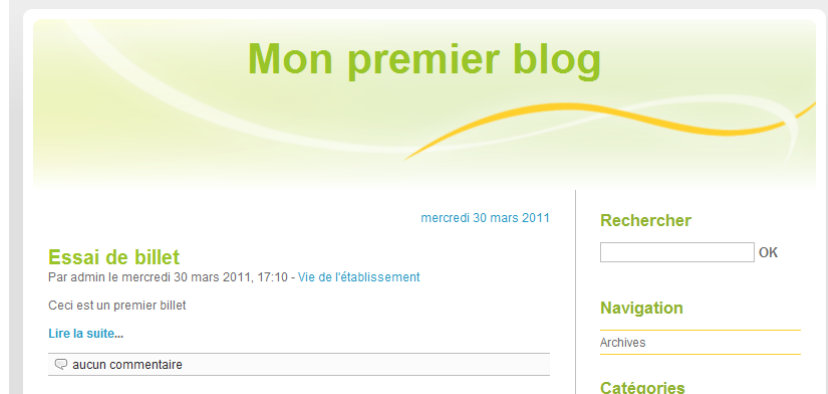 Mon premier blog
mercredi 30 mars 2011
Essai de billet
Par admin le mercredi 30 mars 2011, 17:10 - Vie de l'établissement
Ceci est un premier billet
Lire la suite...
aucun commentaire
Rechercher
OK
Navigation
Archives
Catégories